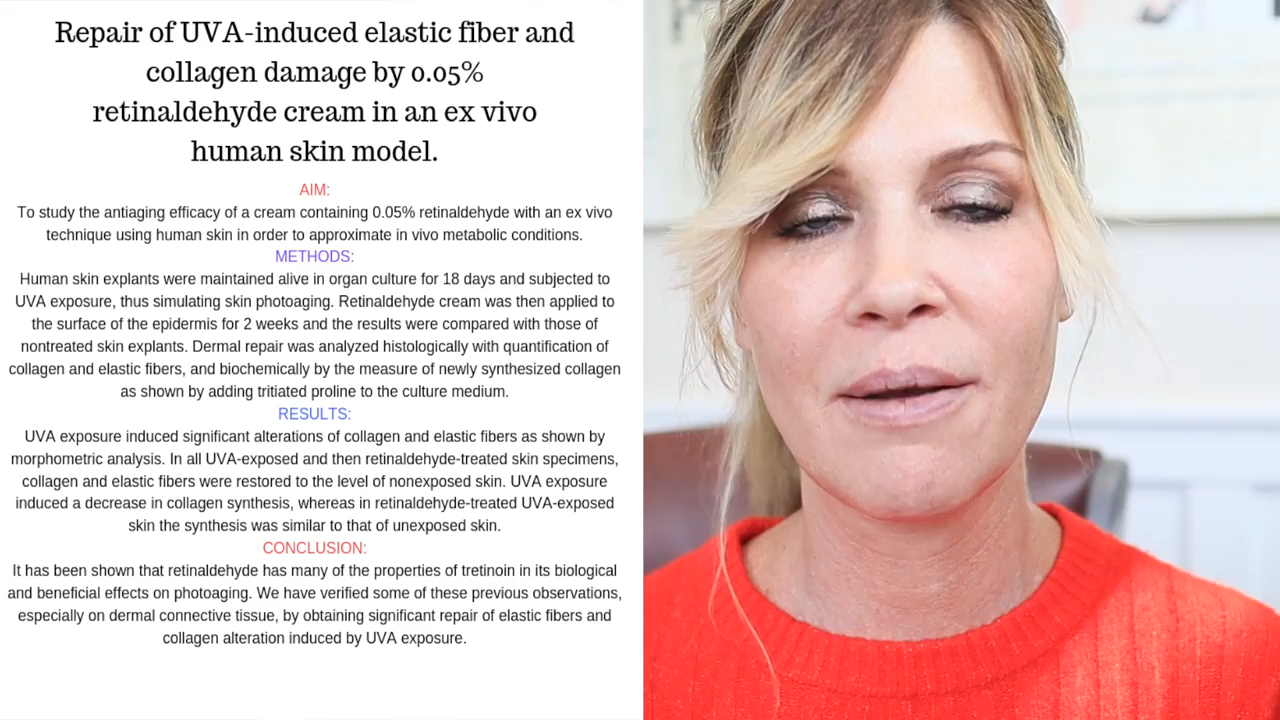 Repair of UVA-induced elastic fiber and
collagen damage by 0.05%
retinaldehyde cream in an ex vivo
human skin model.
AIM:
To study the antiaging efficacy of a cream containing 0.05% retinaldehyde with an ex vivo
technique using human skin in order to approximate in vivo metabolic conditions.
METHODS:
Human skin explants were maintained alive in organ culture for 18 days and subjected to
UVA exposure, thus simulating skin photoaging. Retinaldehyde cream was then applied to
the surface of the epidermis for 2 weeks and the results were compared with those of
nontreated skin explants. Dermal repair was analyzed histologically with quantification of
collagen and elastic fibers, and biochemically by the measure of newly synthesized collagen
as shown by adding tritiated proline to the culture medium.
RESULTS:
UVA exposure induced significant alterations of collagen and elastic fibers as shown by
morphometric analysis. In all UVA-exposed and then retinaldehyde-treated skin specimens,
collagen and elastic fibers were restored to the level of nonexposed skin. UVA exposure
induced a decrease in collagen synthesis, whereas in retinaldehyde-treated UVA-exposed
skin the synthesis was similar to that of unexposed skin.
CONCLUSION:
It has been shown that retinaldehyde has many of the properties of tretinoin in its biological
and beneficial effects on photoaging. We have verified some of these previous observations,
especially on dermal connective tissue, by obtaining significant repair of elastic fibers and
collagen alteration induced by UVA exposure.